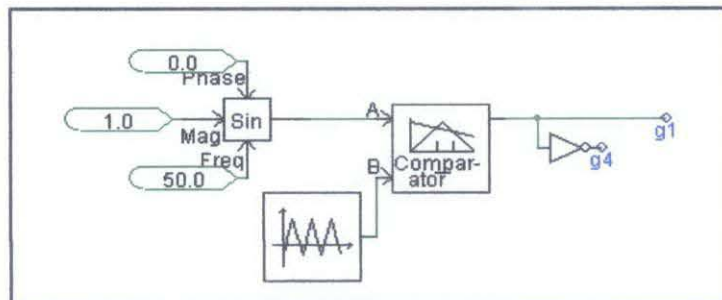 0.0
Phase
1.0
Mag
Sin
A
g1
Freq
Compar-
ator
B
g4
50.0